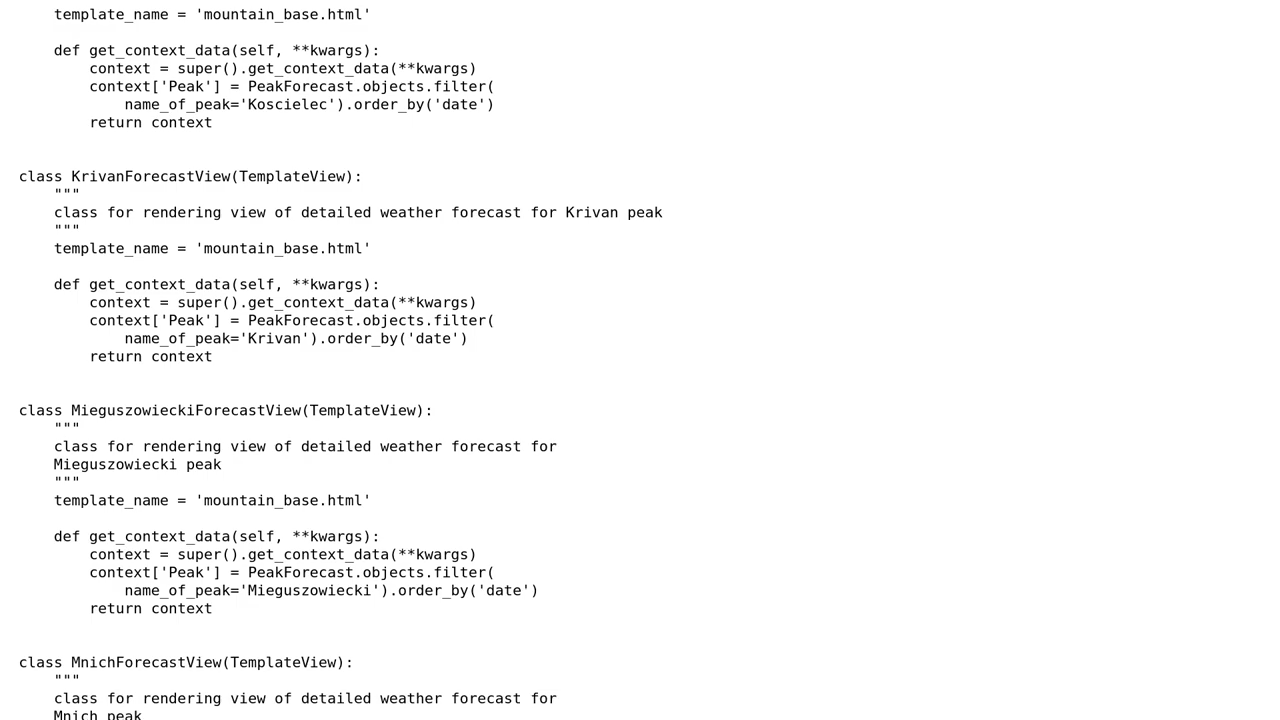 template_name = 'mountain_base.html'

    def get_context_data(self, **kwargs):
        context = super().get_context_data(**kwargs)
        context['Peak'] = PeakForecast.objects.filter(
            name_of_peak='Koscielec').order_by('date')
        return context


class KrivanForecastView(TemplateView):
    """
    class for rendering view of detailed weather forecast for Krivan peak
    """
    template_name = 'mountain_base.html'

    def get_context_data(self, **kwargs):
        context = super().get_context_data(**kwargs)
        context['Peak'] = PeakForecast.objects.filter(
            name_of_peak='Krivan').order_by('date')
        return context


class MieguszowieckiForecastView(TemplateView):
    """
    class for rendering view of detailed weather forecast for
    Mieguszowiecki peak
    """
    template_name = 'mountain_base.html'

    def get_context_data(self, **kwargs):
        context = super().get_context_data(**kwargs)
        context['Peak'] = PeakForecast.objects.filter(
            name_of_peak='Mieguszowiecki').order_by('date')
        return context


class MnichForecastView(TemplateView):
    """
    class for rendering view of detailed weather forecast for
    Mnich peak